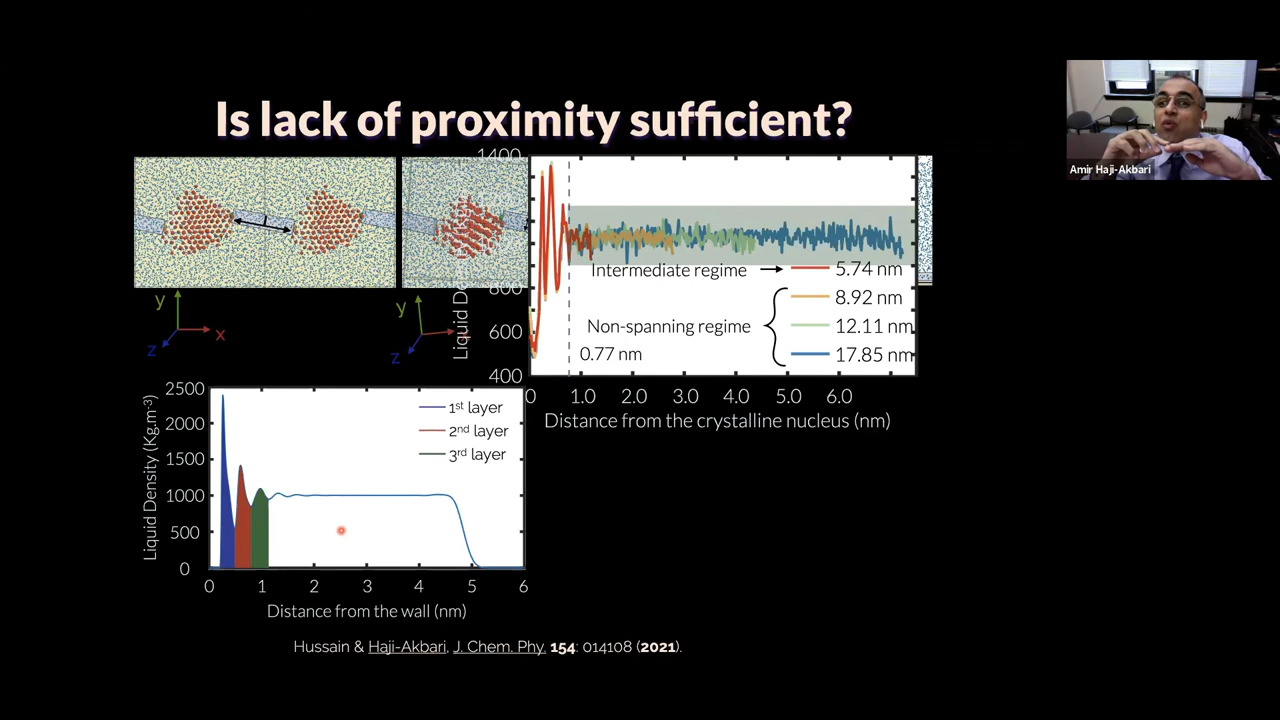 Is lack of proximity sufficient?
Amir Haji-Akbari
l
y
x
z
y
z
1400
800
600
400
Liquid Den
Intermediate regime
5.74 nm
8.92 nm
Non-spanning regime
12.11 nm
0.77 nm
17.85 nm
0 1.0 2.0 3.0 4.0 5.0 6.0
Distance from the crystalline nucleus (nm)
2500
2000
1500
1000
500
0
Liquid Density (Kg.m-3)
1st layer
2nd layer
3rd layer
0 1 2 3 4 5 6
Distance from the wall (nm)
Hussain & Haji-Akbari, J. Chem. Phy. 154: 014108 (2021).